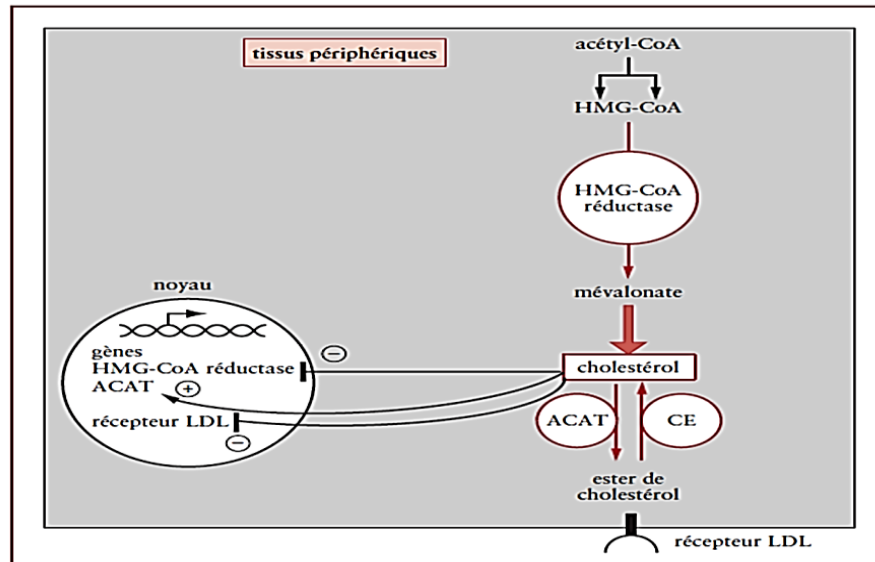 tissus périphériques
acétyl-CoA
HMG-CoA
HMG-CoA
réductase
mévalonate
noyau
gènes
HMG-CoA réductase
ACAT
récepteur LDL
−
+
−
cholestérol
ACAT
CE
ester de
cholestérol
récepteur LDL